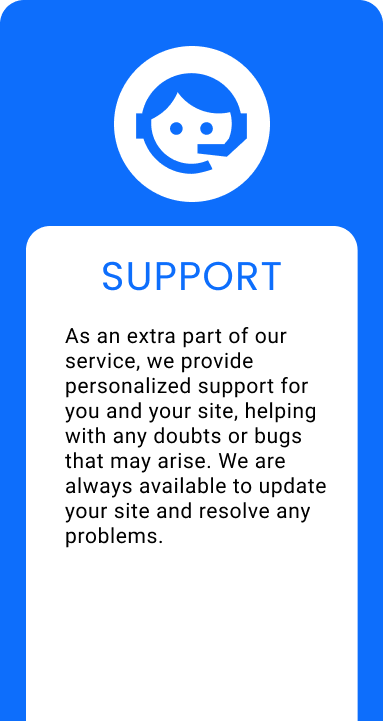 SUPPORT
As an extra part of our
service, we provide
personalized support for
you and your site, helping
with any doubts or bugs
that may arise. We are
always available to update
your site and resolve any
problems.